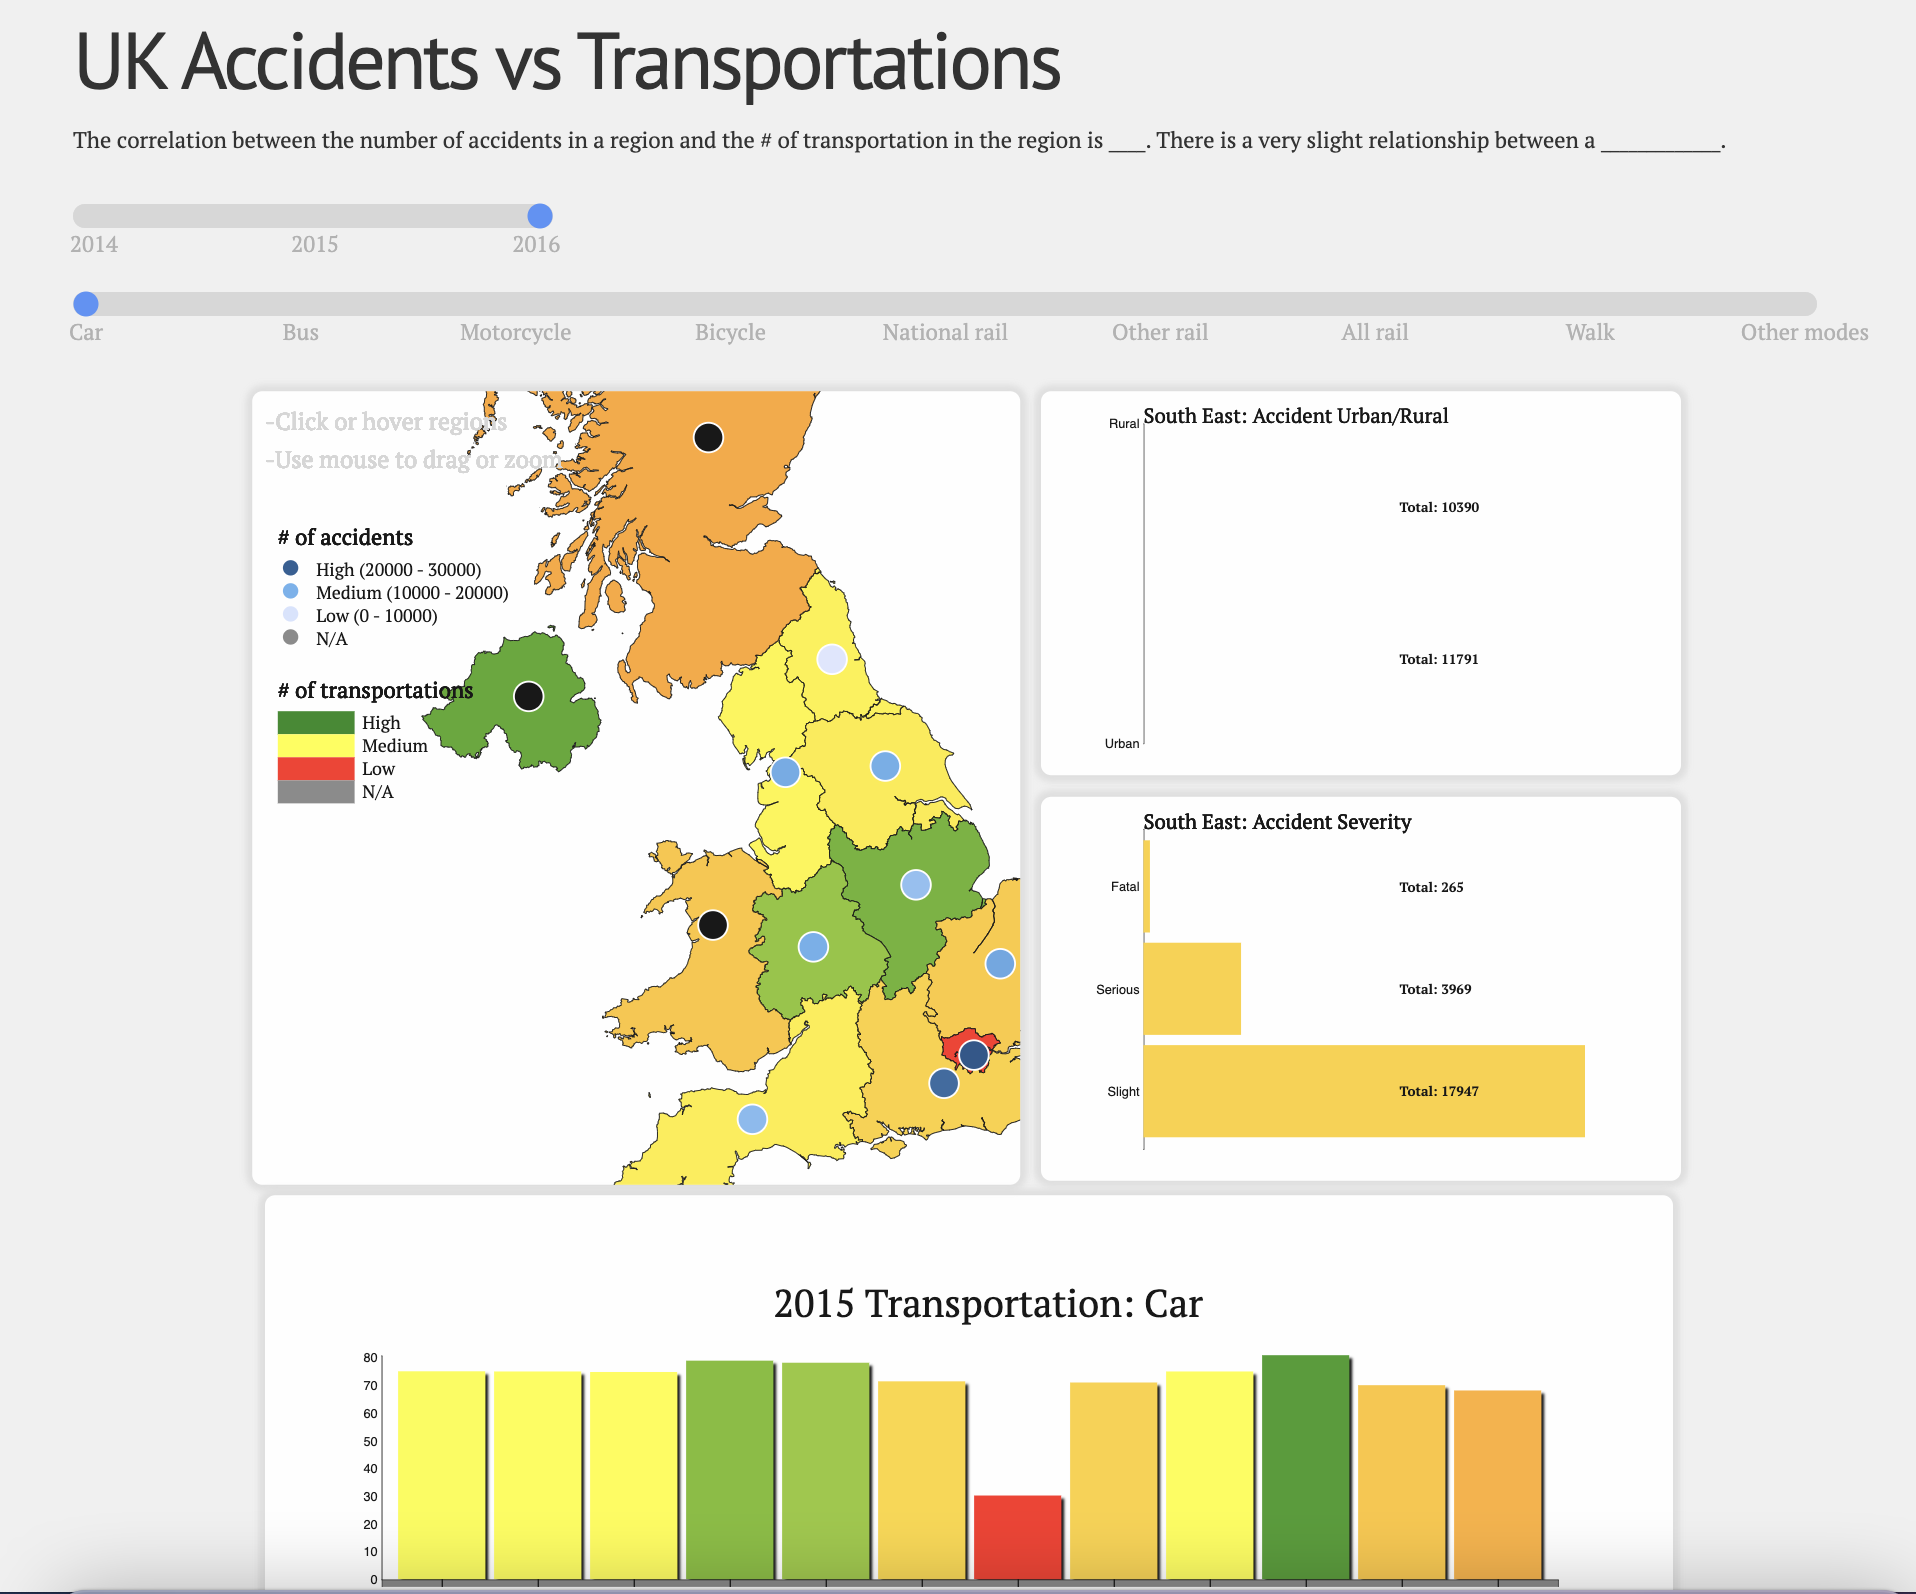 UK Accidents vs Transportations
The correlation between the number of accidents in a region and the # of transportation in the region is ____. There is a very slight relationship between a _____________.
2014 2015 2016
Car Bus Motorcycle Bicycle National rail Other rail All rail Walk Other modes
-Click or hover regions
-Use mouse to drag or zoom
# of accidents
High (20000 - 30000)
Medium (10000 - 20000)
Low (0 - 10000)
N/A
# of transportations
High
Medium
Low
N/A
South East: Accident Urban/Rural
Rural
Total: 10390
Total: 11791
Urban
South East: Accident Severity
Fatal
Total: 265
Serious
Total: 3969
Slight
Total: 17947
2015 Transportation: Car
80
70
60
50
40
30
20
10
0